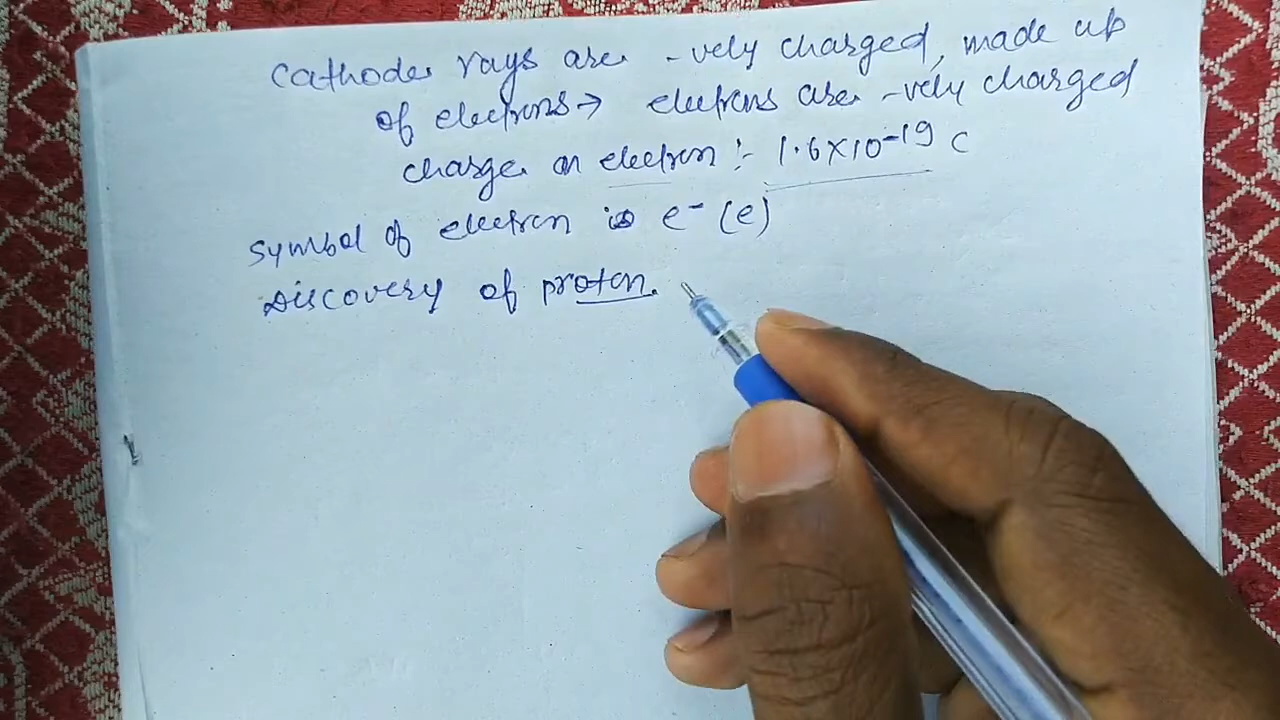 Cathodes rays are -vely charged, made up
of electrons → electrons are -vely charged
charge on electron :- 1.6×10-19 C
Symbol of electron is e- (e)
Discovery of proton.